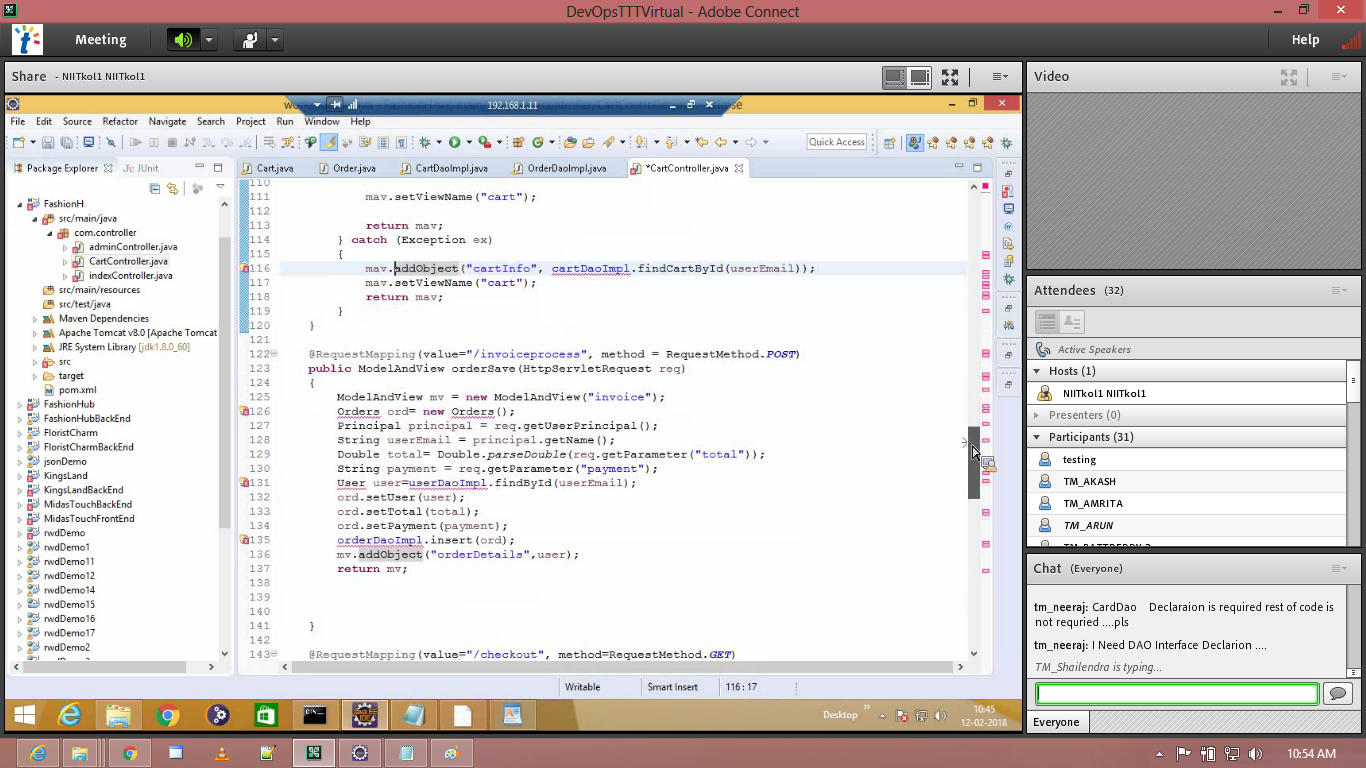 DevOpsTTTVirtual - Adobe Connect
Meeting
Help
Share - NIITkol1 NIITkol1
192.168.1.11
File Edit Source Refactor Navigate Search Project Run Window Help
Quick Access
Package Explorer JUnit
Cart.java Order.java CartDaoImpl.java OrderDaoImpl.java *CartController.java
FashionH
src/main/java
com.controller
adminController.java
CartController.java
indexController.java
src/main/resources
src/test/java
Maven Dependencies
Apache Tomcat v8.0 [Apache Tomcat
JRE System Library [jdk1.8.0_60]
src
target
pom.xml
FashionHub
FashionHubBackEnd
FloristCharm
FloristCharmBackEnd
jsonDemo
KingsLand
KingsLandBackEnd
MidasTouchBackEnd
MidasTouchFrontEnd
rwdDemo
rwdDemo1
rwdDemo11
rwdDemo12
rwdDemo14
rwdDemo15
rwdDemo16
rwdDemo17
rwdDemo2
110
111 mav.setViewName("cart");
112
113 return mav;
114 } catch (Exception ex)
115 {
116 mav.addObject("cartInfo", cartDaoImpl.findCartById(userEmail));
117 mav.setViewName("cart");
118 return mav;
119 }
120 }
121
122 @RequestMapping(value="/invoiceprocess", method = RequestMethod.POST)
123 public ModelAndView orderSave(HttpServletRequest req)
124 {
125 ModelAndView mv = new ModelAndView("invoice");
126 Orders ord= new Orders();
127 Principal principal = req.getUserPrincipal();
128 String userEmail = principal.getName();
129 Double total= Double.parseDouble(req.getParameter("total"));
130 String payment = req.getParameter("payment");
131 User user=userDaoImpl.findById(userEmail);
132 ord.setUser(user);
133 ord.setTotal(total);
134 ord.setPayment(payment);
135 orderDaoImpl.insert(ord);
136 mv.addObject("orderDetails",user);
137 return mv;
138
139
140
141 }
142
143 @RequestMapping(value="/checkout", method=RequestMethod.GET)
Writable Smart Insert 116 : 17
Desktop
10:45
12-02-2018
Video
Attendees (32)
Active Speakers
Hosts (1)
NIITkol1 NIITkol1
Presenters (0)
Participants (31)
testing
TM_AKASH
TM_AMRITA
TM_ARUN
Chat (Everyone)
tm_neeraj: CardDao Declaraion is required rest of code is
not requried ....pls
tm_neeraj: I Need DAO Interface Declarion ....
TM_Shailendra is typing...
Everyone
10:54 AM